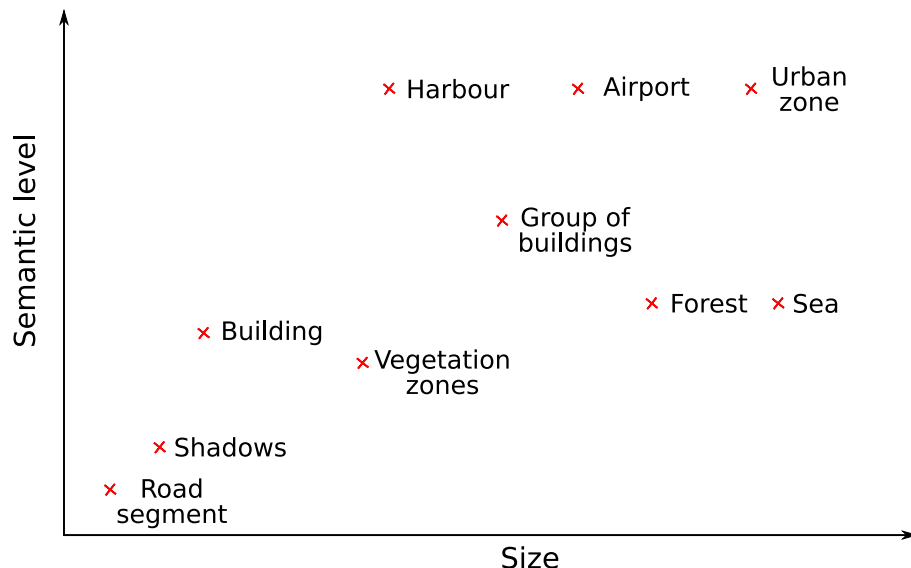 Harbour
Airport
Urban
zone
Semantic level
Group of
buildings
Forest
Sea
Building
Vegetation
zones
Shadows
Road
segment
Size